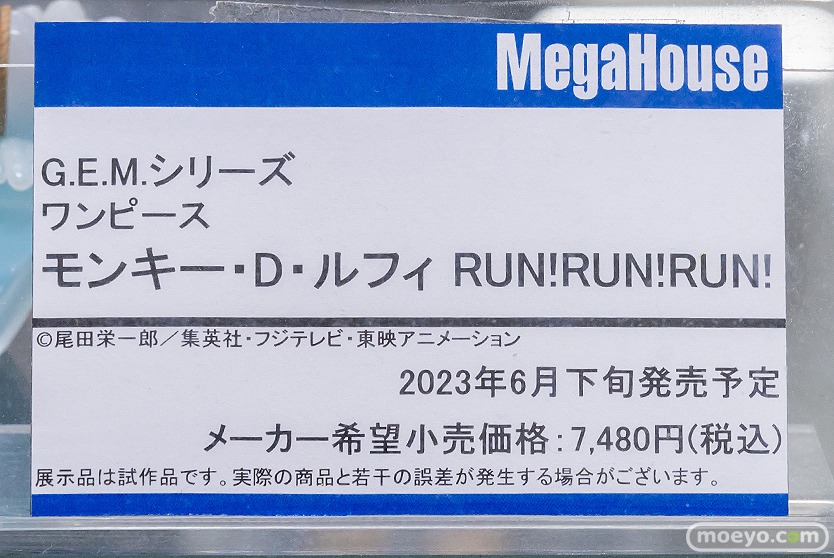 MegaHouse
G.E.M.シリーズ
ワンピース
モンキー・D・ルフィ RUN!RUN!RUN!
©尾田栄一郎／集英社・フジテレビ・東映アニメーション
2023年6月下旬発売予定
メーカー希望小売価格：7,480円(税込)
展示品は試作品です。実際の商品と若干の誤差が発生する場合がございます。
moeyo.com